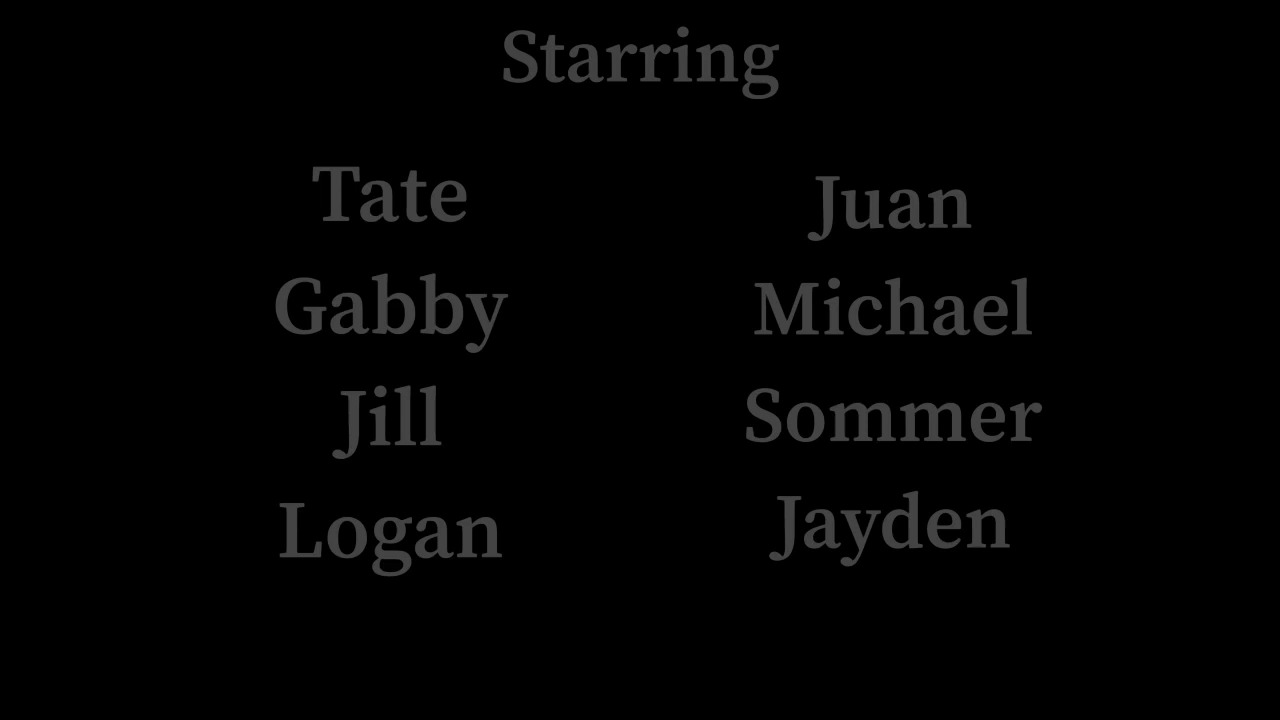 Starring
Tate
Gabby
Jill
Logan
Juan
Michael
Sommer
Jayden